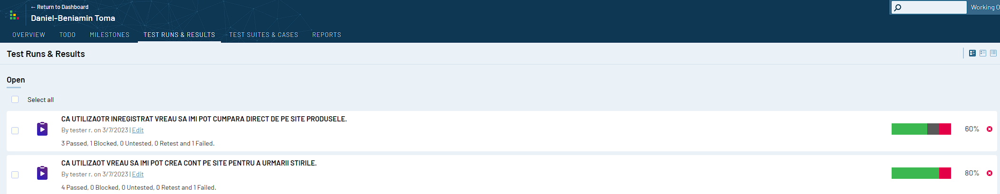 ← Return to Dashboard
Daniel-Beniamin Toma
Working O
OVERVIEW TODO MILESTONES TEST RUNS & RESULTS TEST SUITES & CASES REPORTS
Test Runs & Results
Open
Select all
CA UTILIZAOTR INREGISTRAT VREAU SA IMI POT CUMPARA DIRECT DE PE SITE PRODUSELE.
By tester r. on 3/7/2023 | Edit
60%
3 Passed, 1 Blocked, 0 Untested, 0 Retest and 1 Failed.
CA UTILIZAOT VREAU SA IMI POT CREA CONT PE SITE PENTRU A URMARII STIRILE.
By tester r. on 3/7/2023 | Edit
80%
4 Passed, 0 Blocked, 0 Untested, 0 Retest and 1 Failed.